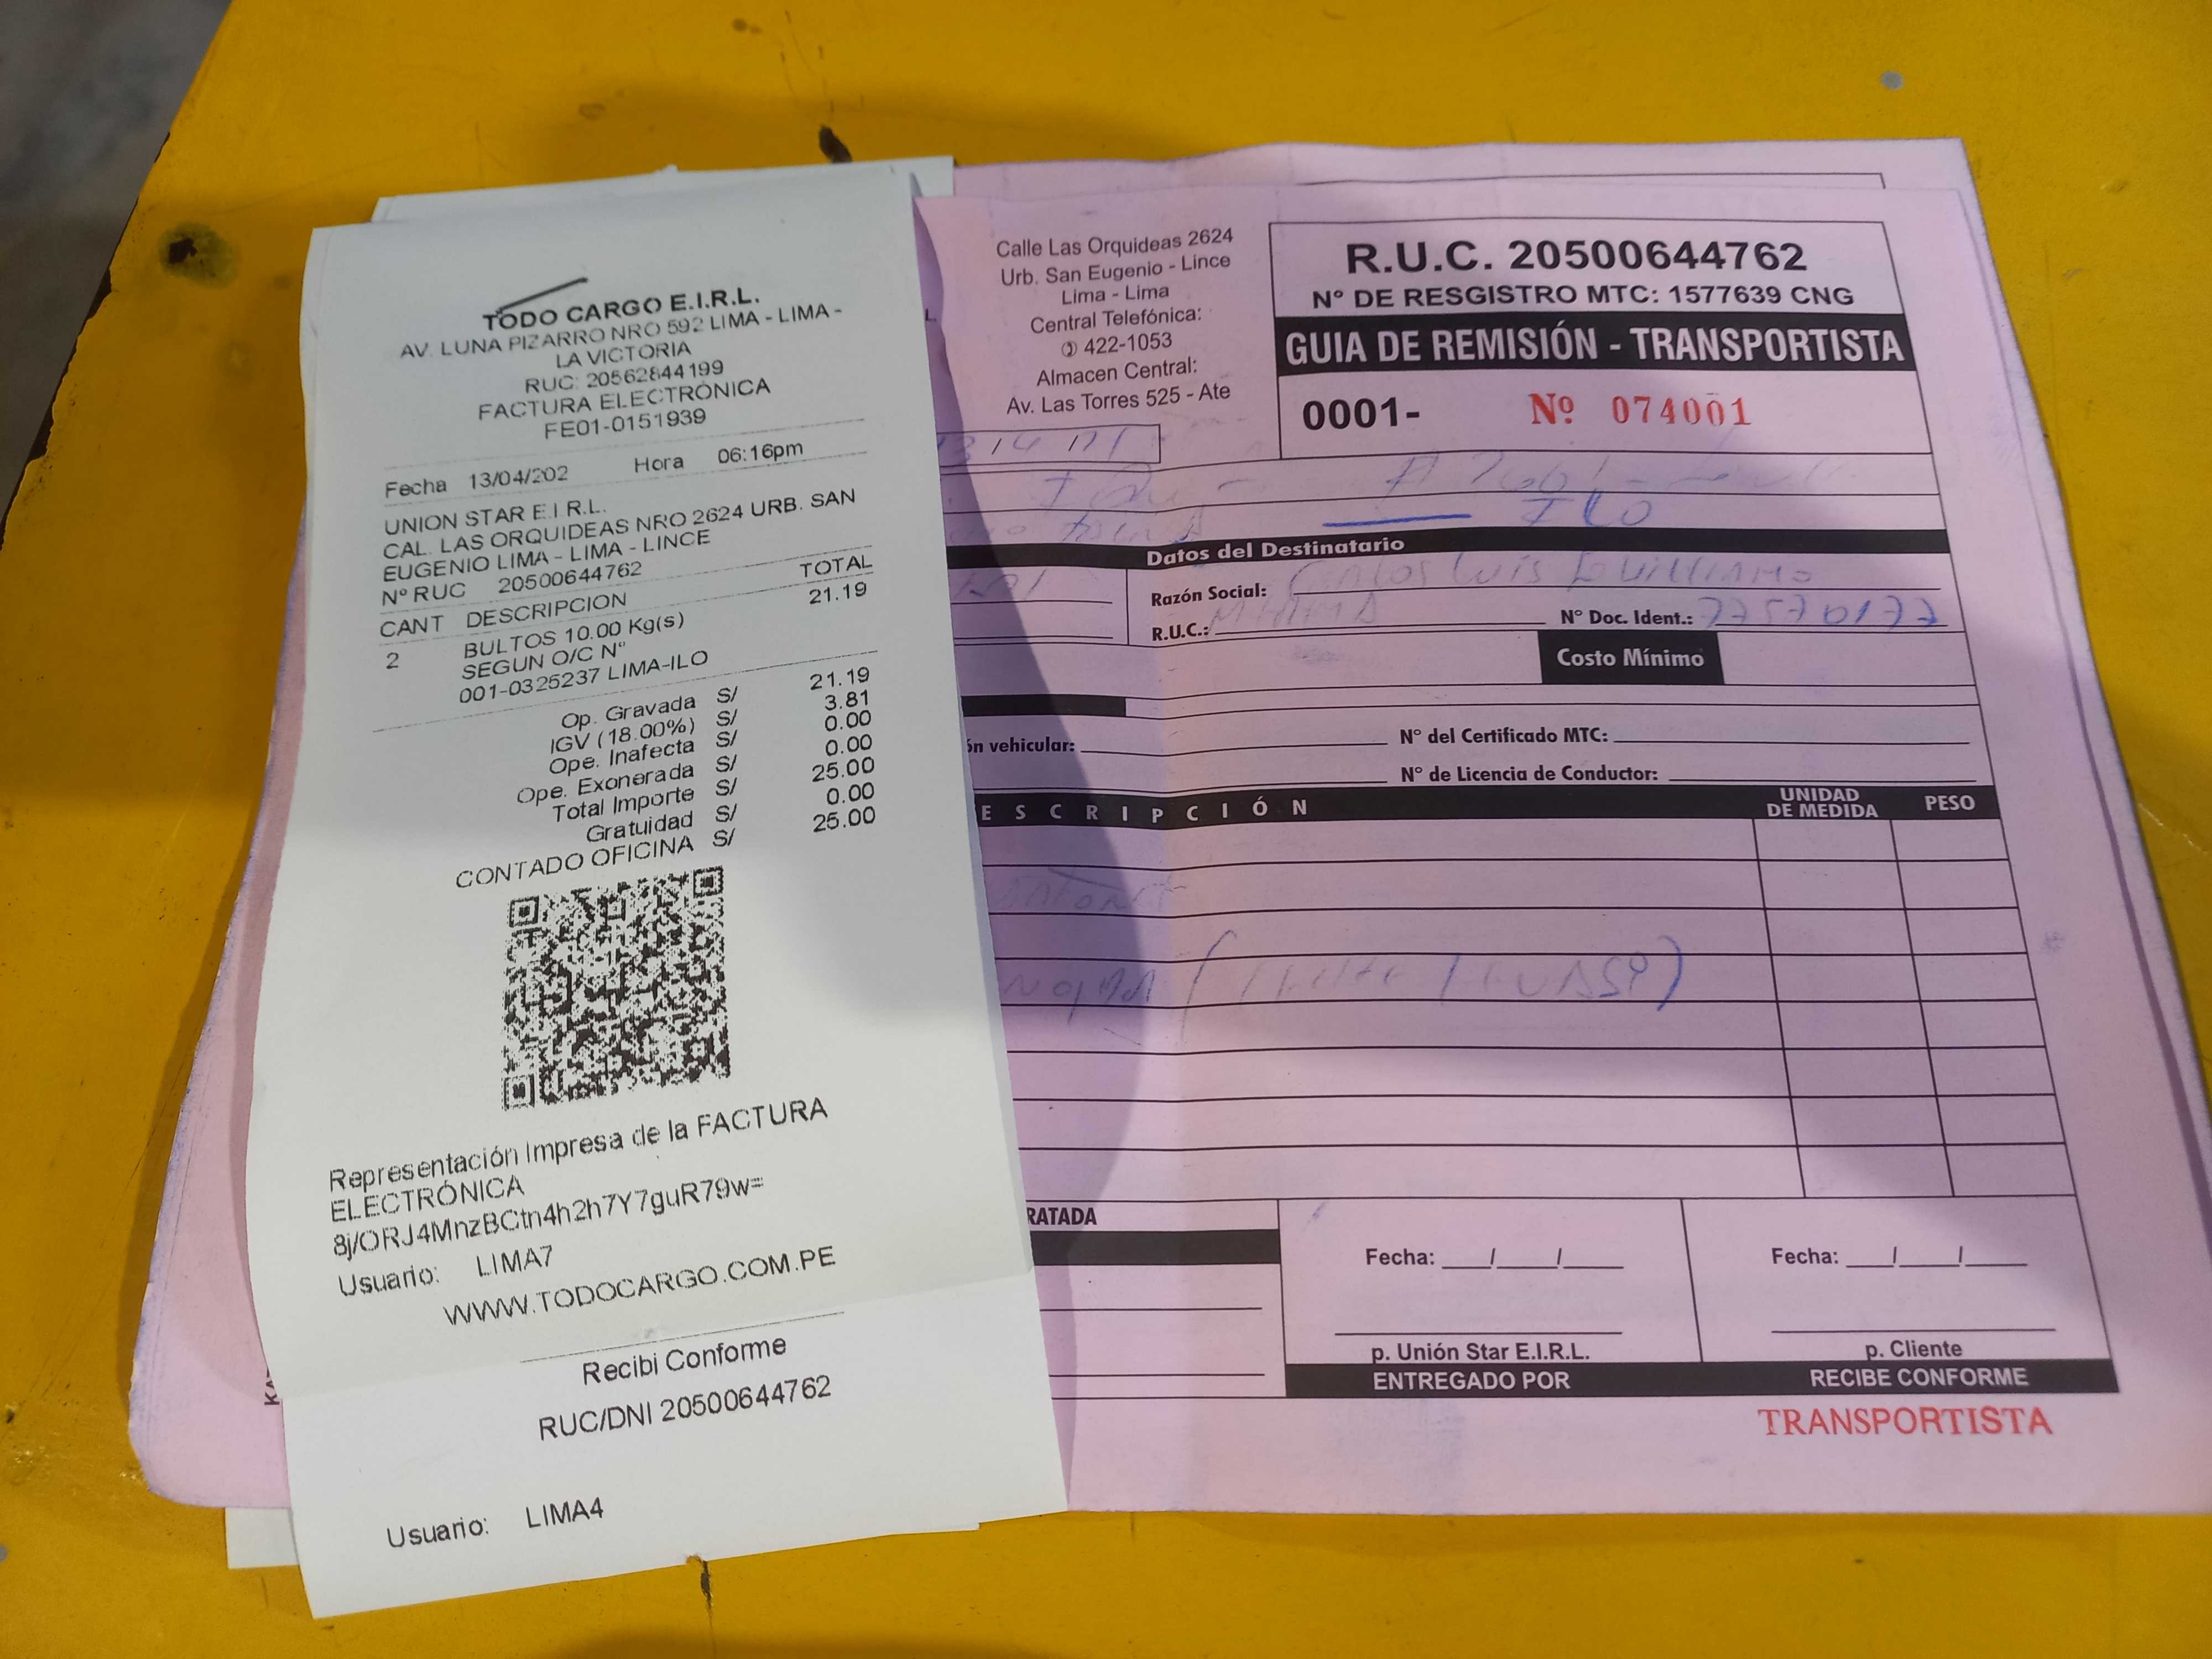 TODO CARGO E.I.R.L.
AV. LUNA PIZARRO NRO 592 LIMA - LIMA -
LA VICTORIA
RUC: 20562844199
FACTURA ELECTRÓNICA
FE01-0151939
Fecha 13/04/202 Hora 06:16pm
UNION STAR E.I R.L.
CAL. LAS ORQUIDEAS NRO 2624 URB. SAN
EUGENIO LIMA - LIMA - LINCE
Nº RUC 20500644762
CANT DESCRIPCION TOTAL
2 BULTOS 10.00 Kg(s) 21.19
SEGUN O/C N°
001-0325237 LIMA-ILO
Op. Gravada S/ 21.19
IGV (18.00%) S/ 3.81
Ope. Inafecta S/ 0.00
Ope. Exonerada S/ 0.00
Total Importe S/ 25.00
Gratuidad S/ 0.00
CONTADO OFICINA S/ 25.00
Representación Impresa de la FACTURA
ELECTRÓNICA
8j/ORJ4MnzBCtn4h2h7Y7guR79w=
Usuario: LIMA7
WWW.TODOCARGO.COM.PE
Recibi Conforme
RUC/DNI 20500644762
Usuario: LIMA4
Calle Las Orquideas 2624
Urb. San Eugenio - Lince
Lima - Lima
Central Telefónica:
422-1053
Almacen Central:
Av. Las Torres 525 - Ate
R.U.C. 20500644762
N° DE RESGISTRO MTC: 1577639 CNG
GUIA DE REMISIÓN - TRANSPORTISTA
0001- Nº 074001
ILO
Datos del Destinatario
Razón Social: Luis
R.U.C.: N° Doc. Ident.:
Costo Mínimo
ón vehicular: N° del Certificado MTC:
N° de Licencia de Conductor:
ESCRIPCIÓN UNIDAD DE MEDIDA PESO
RATADA
Fecha: / / Fecha: / /
p. Unión Star E.I.R.L. p. Cliente
ENTREGADO POR RECIBE CONFORME
TRANSPORTISTA